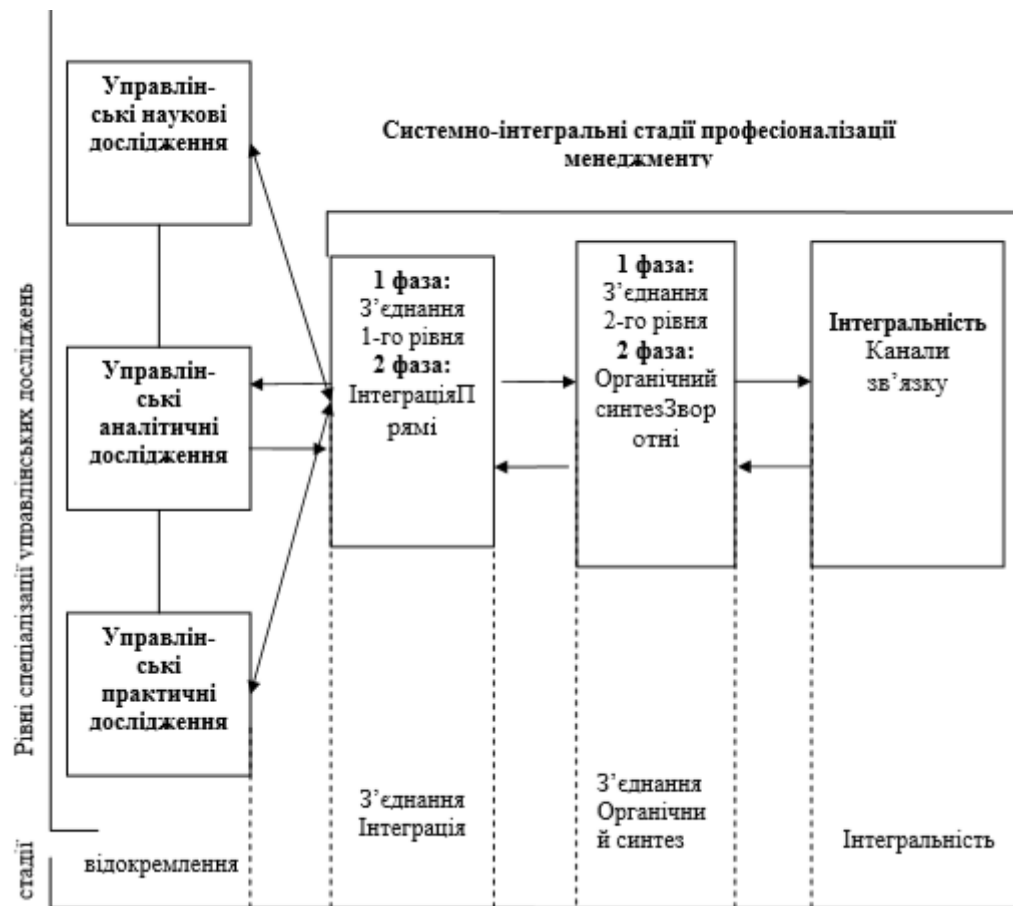 Управлін-
ські наукові
дослідження
Системно-інтегральні стадії професіоналізації
менеджменту
1 фаза:
З’єднання
1-го рівня
2 фаза:
ІнтеграціяП
рямі
1 фаза:
З’єднання
2-го рівня
2 фаза:
Органічний
синтезЗвор
отні
Інтегральність
Канали
зв’язку
Управлін-
ські
аналітичні
дослідження
Управлін-
ські
практичні
дослідження
Рівні спеціалізації управлінських досліджень
стадії
відокремлення
З’єднання
Інтеграція
З’єднання
Органічни
й синтез
Інтегральність